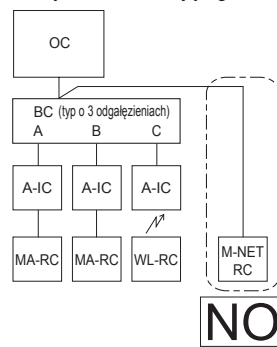 OC
BC (typ o 3 odgałęzieniach)
A B C
A-IC A-IC A-IC
MA-RC MA-RC WL-RC
M-NET
RC
NO